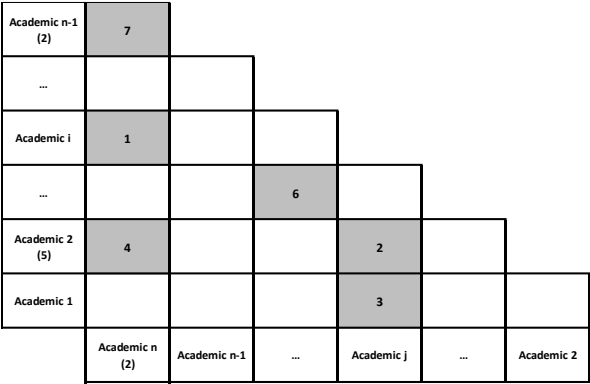 Academic n-1
(2)
7
...
Academic i
1
...
6
Academic 2
(5)
4
2
Academic 1
3
Academic n
(2)
Academic n-1
...
Academic j
...
Academic 2